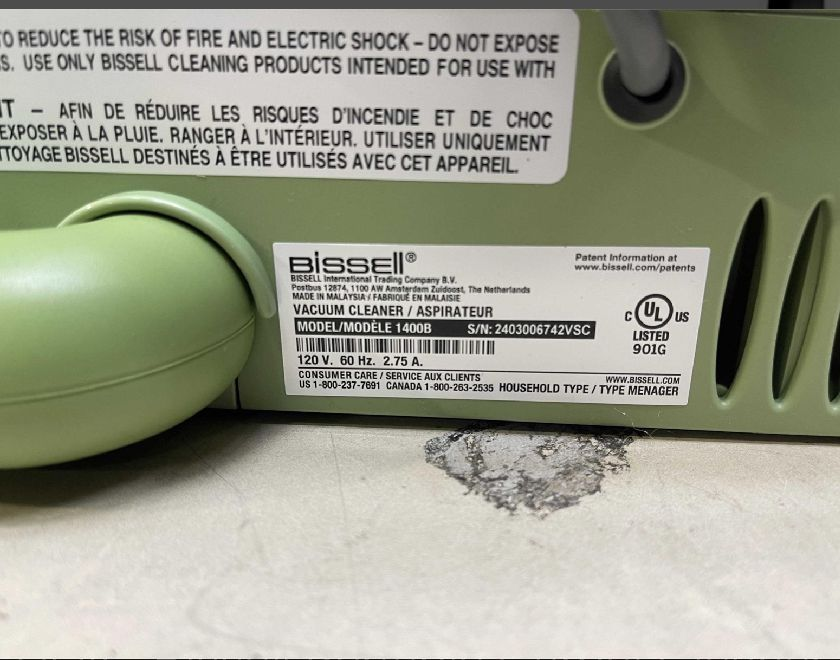 TO REDUCE THE RISK OF FIRE AND ELECTRIC SHOCK – DO NOT EXPOSE
S. USE ONLY BISSELL CLEANING PRODUCTS INTENDED FOR USE WITH
NT – AFIN DE RÉDUIRE LES RISQUES D'INCENDIE ET DE CHOC
EXPOSER À LA PLUIE. RANGER À L'INTÉRIEUR. UTILISER UNIQUEMENT
TTOYAGE BISSELL DESTINÉS À ÊTRE UTILISÉS AVEC CET APPAREIL.
BISSELL®
BISSELL International Trading Company B.V.
Postbus 12874, 1100 AW Amsterdam Zuidoost, The Netherlands
MADE IN MALAYSIA / FABRIQUÉ EN MALAISIE
Patent Information at
www.bissell.com/patents
VACUUM CLEANER / ASPIRATEUR
MODEL/MODÈLE 1400B S/N: 2403006742VSC
120 V. 60 Hz. 2.75 A.
C UL US
LISTED
901G
CONSUMER CARE / SERVICE AUX CLIENTS
WWW.BISSELL.COM
US 1-800-237-7691 CANADA 1-800-263-2535 HOUSEHOLD TYPE / TYPE MENAGER